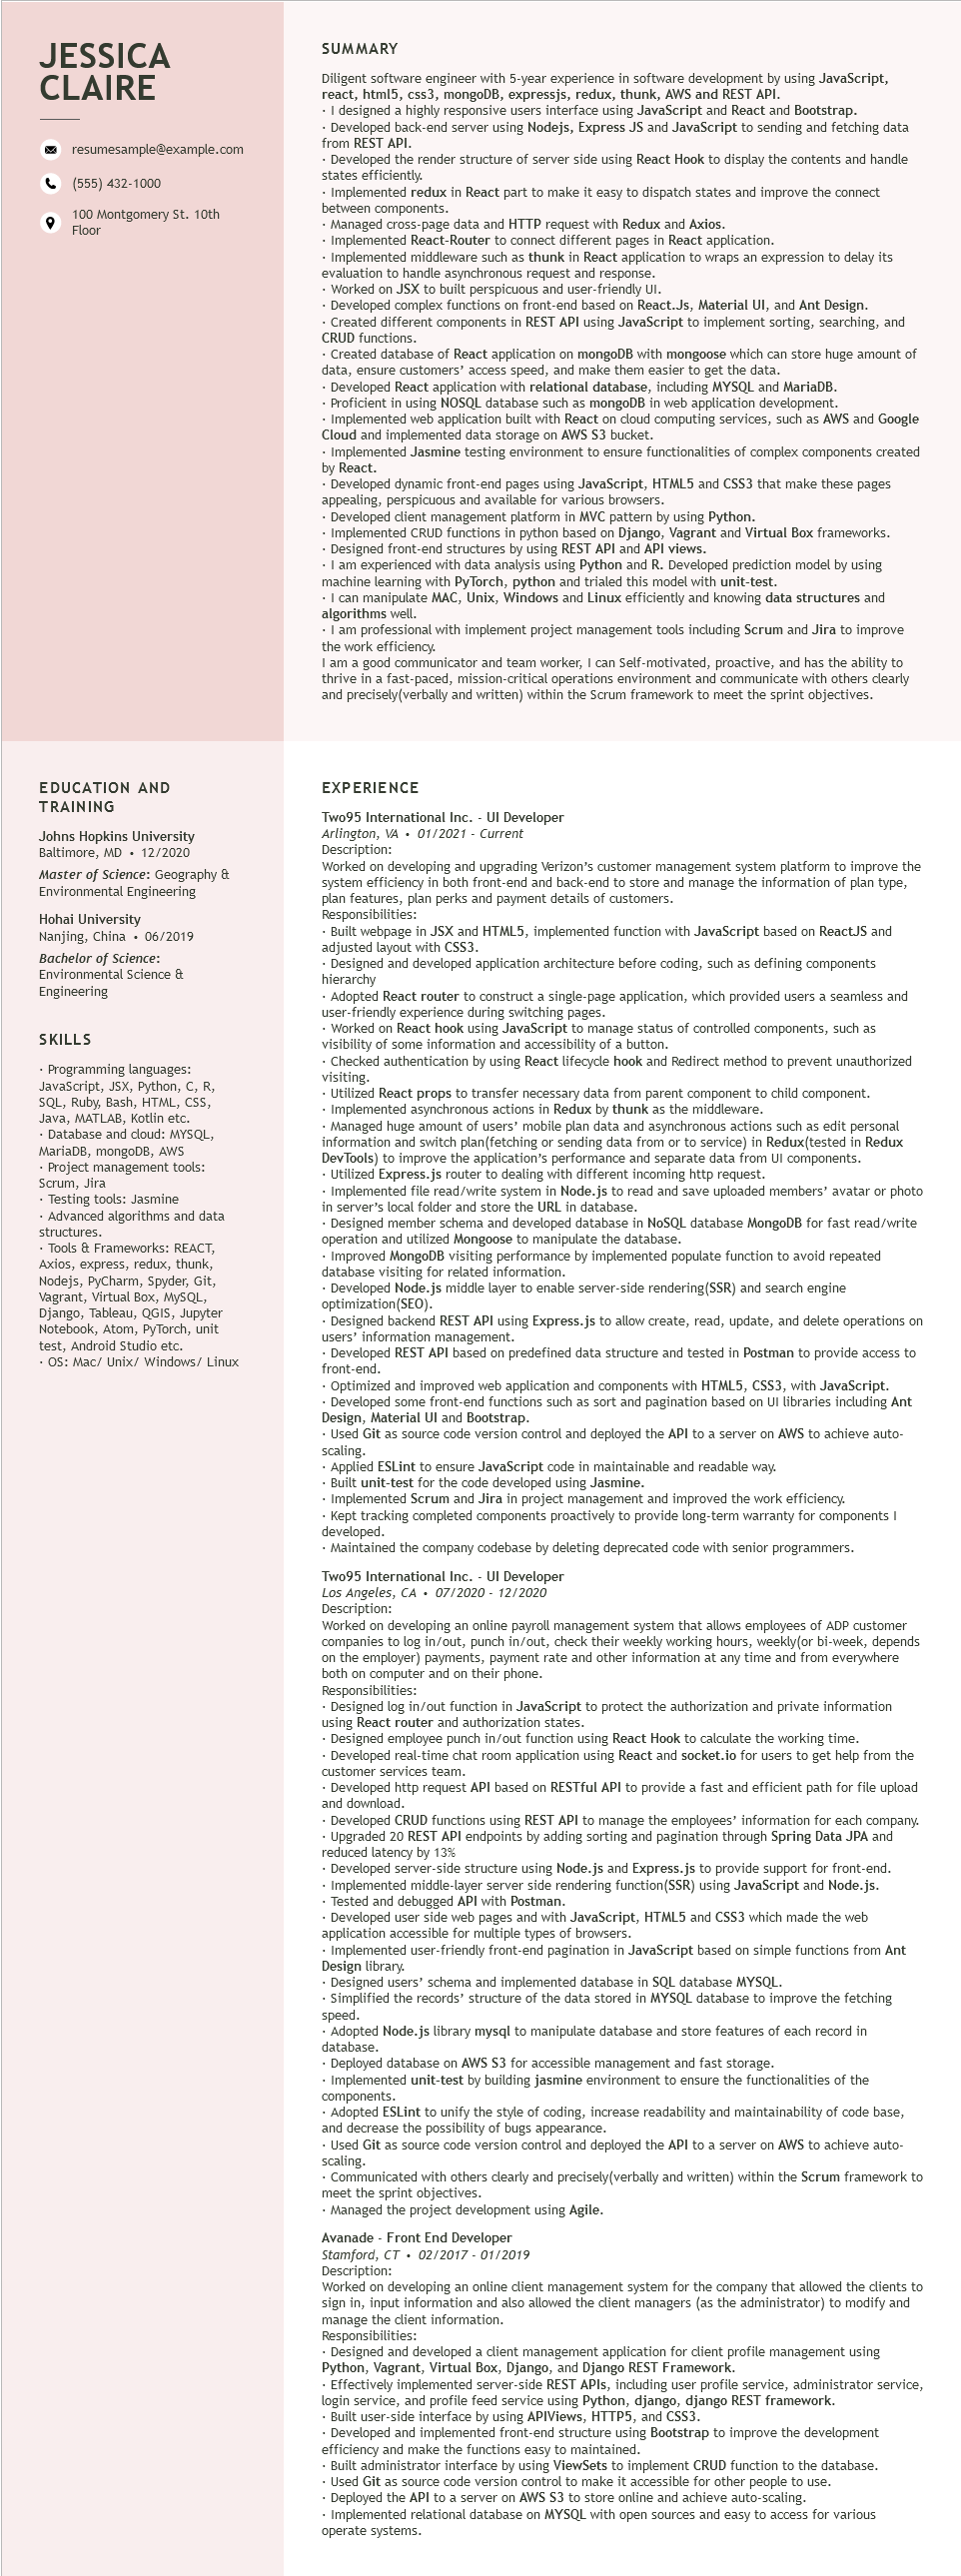 JESSICA
CLAIRE
resumesample@example.com
(555) 432-1000
100 Montgomery St. 10th
Floor
SUMMARY
Diligent software engineer with 5-year experience in software development by using JavaScript,
react, html5, css3, mongoDB, expressjs, redux, thunk, AWS and REST API.
· I designed a highly responsive users interface using JavaScript and React and Bootstrap.
· Developed back-end server using Nodejs, Express JS and JavaScript to sending and fetching data
from REST API.
· Developed the render structure of server side using React Hook to display the contents and handle
states efficiently.
· Implemented redux in React part to make it easy to dispatch states and improve the connect
between components.
· Managed cross-page data and HTTP request with Redux and Axios.
· Implemented React-Router to connect different pages in React application.
· Implemented middleware such as thunk in React application to wraps an expression to delay its
evaluation to handle asynchronous request and response.
· Worked on JSX to built perspicuous and user-friendly UI.
· Developed complex functions on front-end based on React.Js, Material UI, and Ant Design.
· Created different components in REST API using JavaScript to implement sorting, searching, and
CRUD functions.
· Created database of React application on mongoDB with mongoose which can store huge amount of
data, ensure customers’ access speed, and make them easier to get the data.
· Developed React application with relational database, including MYSQL and MariaDB.
· Proficient in using NOSQL database such as mongoDB in web application development.
· Implemented web application built with React on cloud computing services, such as AWS and Google
Cloud and implemented data storage on AWS S3 bucket.
· Implemented Jasmine testing environment to ensure functionalities of complex components created
by React.
· Developed dynamic front-end pages using JavaScript, HTML5 and CSS3 that make these pages
appealing, perspicuous and available for various browsers.
· Developed client management platform in MVC pattern by using Python.
· Implemented CRUD functions in python based on Django, Vagrant and Virtual Box frameworks.
· Designed front-end structures by using REST API and API views.
· I am experienced with data analysis using Python and R. Developed prediction model by using
machine learning with PyTorch, python and trialed this model with unit-test.
· I can manipulate MAC, Unix, Windows and Linux efficiently and knowing data structures and
algorithms well.
· I am professional with implement project management tools including Scrum and Jira to improve
the work efficiency.
I am a good communicator and team worker, I can Self-motivated, proactive, and has the ability to
thrive in a fast-paced, mission-critical operations environment and communicate with others clearly
and precisely(verbally and written) within the Scrum framework to meet the sprint objectives.
EDUCATION AND
TRAINING
Johns Hopkins University
Baltimore, MD • 12/2020
Master of Science: Geography &
Environmental Engineering
Hohai University
Nanjing, China • 06/2019
Bachelor of Science:
Environmental Science &
Engineering
SKILLS
· Programming languages:
JavaScript, JSX, Python, C, R,
SQL, Ruby, Bash, HTML, CSS,
Java, MATLAB, Kotlin etc.
· Database and cloud: MYSQL,
MariaDB, mongoDB, AWS
· Project management tools:
Scrum, Jira
· Testing tools: Jasmine
· Advanced algorithms and data
structures.
· Tools & Frameworks: REACT,
Axios, express, redux, thunk,
Nodejs, PyCharm, Spyder, Git,
Vagrant, Virtual Box, MySQL,
Django, Tableau, QGIS, Jupyter
Notebook, Atom, PyTorch, unit
test, Android Studio etc.
· OS: Mac/ Unix/ Windows/ Linux
EXPERIENCE
Two95 International Inc. - UI Developer
Arlington, VA • 01/2021 - Current
Description:
Worked on developing and upgrading Verizon’s customer management system platform to improve the
system efficiency in both front-end and back-end to store and manage the information of plan type,
plan features, plan perks and payment details of customers.
Responsibilities:
· Built webpage in JSX and HTML5, implemented function with JavaScript based on ReactJS and
adjusted layout with CSS3.
· Designed and developed application architecture before coding, such as defining components
hierarchy
· Adopted React router to construct a single-page application, which provided users a seamless and
user-friendly experience during switching pages.
· Worked on React hook using JavaScript to manage status of controlled components, such as
visibility of some information and accessibility of a button.
· Checked authentication by using React lifecycle hook and Redirect method to prevent unauthorized
visiting.
· Utilized React props to transfer necessary data from parent component to child component.
· Implemented asynchronous actions in Redux by thunk as the middleware.
· Managed huge amount of users’ mobile plan data and asynchronous actions such as edit personal
information and switch plan(fetching or sending data from or to service) in Redux(tested in Redux
DevTools) to improve the application’s performance and separate data from UI components.
· Utilized Express.js router to dealing with different incoming http request.
· Implemented file read/write system in Node.js to read and save uploaded members’ avatar or photo
in server’s local folder and store the URL in database.
· Designed member schema and developed database in NoSQL database MongoDB for fast read/write
operation and utilized Mongoose to manipulate the database.
· Improved MongoDB visiting performance by implemented populate function to avoid repeated
database visiting for related information.
· Developed Node.js middle layer to enable server-side rendering(SSR) and search engine
optimization(SEO).
· Designed backend REST API using Express.js to allow create, read, update, and delete operations on
users’ information management.
· Developed REST API based on predefined data structure and tested in Postman to provide access to
front-end.
· Optimized and improved web application and components with HTML5, CSS3, with JavaScript.
· Developed some front-end functions such as sort and pagination based on UI libraries including Ant
Design, Material UI and Bootstrap.
· Used Git as source code version control and deployed the API to a server on AWS to achieve auto-
scaling.
· Applied ESLint to ensure JavaScript code in maintainable and readable way.
· Built unit-test for the code developed using Jasmine.
· Implemented Scrum and Jira in project management and improved the work efficiency.
· Kept tracking completed components proactively to provide long-term warranty for components I
developed.
· Maintained the company codebase by deleting deprecated code with senior programmers.
Two95 International Inc. - UI Developer
Los Angeles, CA • 07/2020 - 12/2020
Description:
Worked on developing an online payroll management system that allows employees of ADP customer
companies to log in/out, punch in/out, check their weekly working hours, weekly(or bi-week, depends
on the employer) payments, payment rate and other information at any time and from everywhere
both on computer and on their phone.
Responsibilities:
· Designed log in/out function in JavaScript to protect the authorization and private information
using React router and authorization states.
· Designed employee punch in/out function using React Hook to calculate the working time.
· Developed real-time chat room application using React and socket.io for users to get help from the
customer services team.
· Developed http request API based on RESTful API to provide a fast and efficient path for file upload
and download.
· Developed CRUD functions using REST API to manage the employees’ information for each company.
· Upgraded 20 REST API endpoints by adding sorting and pagination through Spring Data JPA and
reduced latency by 13%
· Developed server-side structure using Node.js and Express.js to provide support for front-end.
· Implemented middle-layer server side rendering function(SSR) using JavaScript and Node.js.
· Tested and debugged API with Postman.
· Developed user side web pages and with JavaScript, HTML5 and CSS3 which made the web
application accessible for multiple types of browsers.
· Implemented user-friendly front-end pagination in JavaScript based on simple functions from Ant
Design library.
· Designed users’ schema and implemented database in SQL database MYSQL.
· Simplified the records’ structure of the data stored in MYSQL database to improve the fetching
speed.
· Adopted Node.js library mysql to manipulate database and store features of each record in
database.
· Deployed database on AWS S3 for accessible management and fast storage.
· Implemented unit-test by building jasmine environment to ensure the functionalities of the
components.
· Adopted ESLint to unify the style of coding, increase readability and maintainability of code base,
and decrease the possibility of bugs appearance.
· Used Git as source code version control and deployed the API to a server on AWS to achieve auto-
scaling.
· Communicated with others clearly and precisely(verbally and written) within the Scrum framework to
meet the sprint objectives.
· Managed the project development using Agile.
Avanade - Front End Developer
Stamford, CT • 02/2017 - 01/2019
Description:
Worked on developing an online client management system for the company that allowed the clients to
sign in, input information and also allowed the client managers (as the administrator) to modify and
manage the client information.
Responsibilities:
· Designed and developed a client management application for client profile management using
Python, Vagrant, Virtual Box, Django, and Django REST Framework.
· Effectively implemented server-side REST APIs, including user profile service, administrator service,
login service, and profile feed service using Python, django, django REST framework.
· Built user-side interface by using APIViews, HTTP5, and CSS3.
· Developed and implemented front-end structure using Bootstrap to improve the development
efficiency and make the functions easy to maintained.
· Built administrator interface by using ViewSets to implement CRUD function to the database.
· Used Git as source code version control to make it accessible for other people to use.
· Deployed the API to a server on AWS S3 to store online and achieve auto-scaling.
· Implemented relational database on MYSQL with open sources and easy to access for various
operate systems.